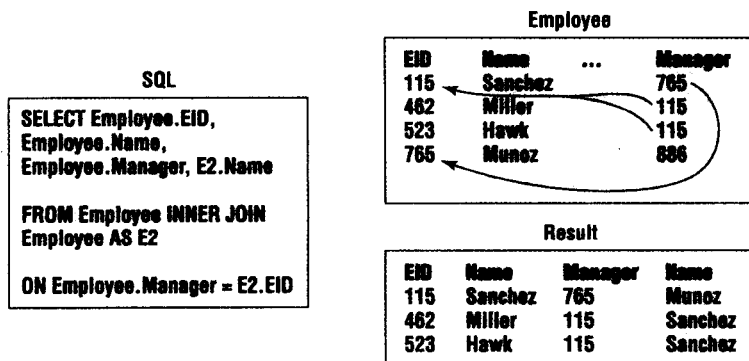 SQL
SELECT Employee.EID,
Employee.Name,
Employee.Manager, E2.Name
FROM Employee INNER JOIN
Employee AS E2
ON Employee.Manager = E2.EID
Employee
EID Name ... Manager
115 Sanchez 765
462 Miller 115
523 Hawk 115
765 Munoz 886
Result
EID Name Manager Name
115 Sanchez 765 Munoz
462 Miller 115 Sanchez
523 Hawk 115 Sanchez